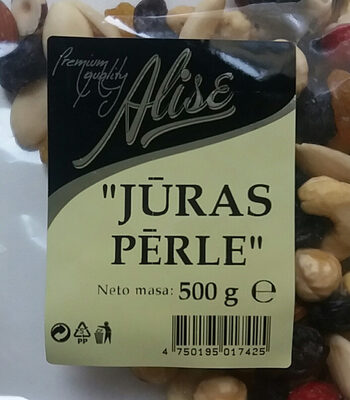 Premium
quality
Alise
"JŪRAS
PĒRLE"
Neto masa: 500 g ℮
PP
4 750195 017425